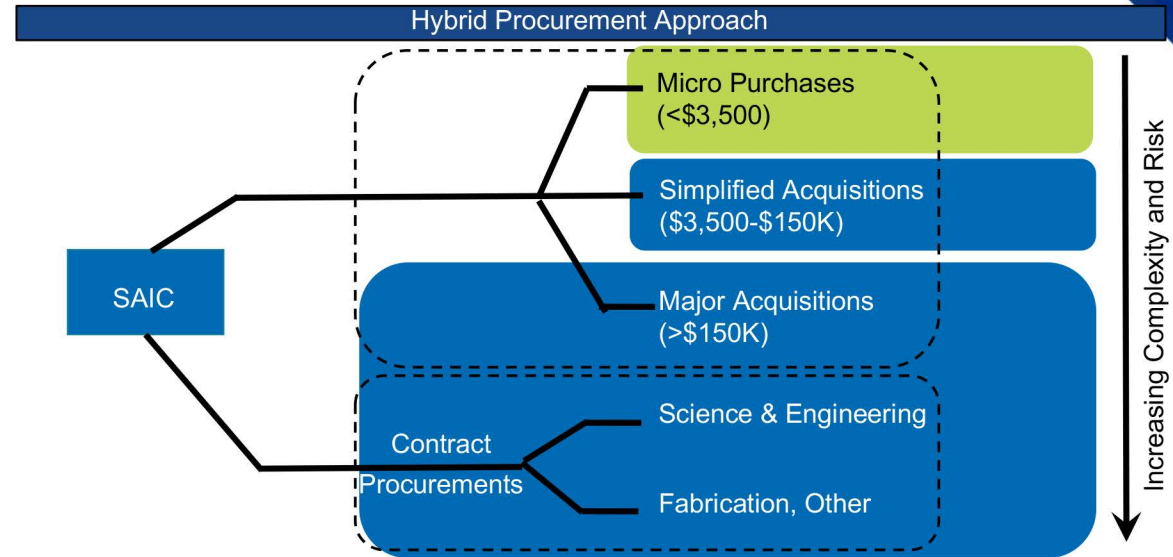 Hybrid Procurement Approach
Micro Purchases
(<$3,500)
Simplified Acquisitions
($3,500-$150K)
SAIC
Major Acquisitions
(>$150K)
Science & Engineering
Contract
Procurements
Fabrication, Other
Increasing Complexity and Risk